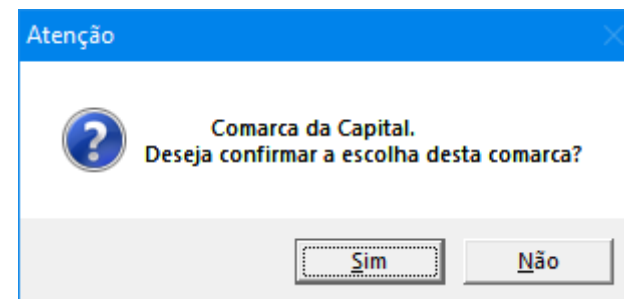 Atenção
Comarca da Capital.
Deseja confirmar a escolha desta comarca?
Sim
Não